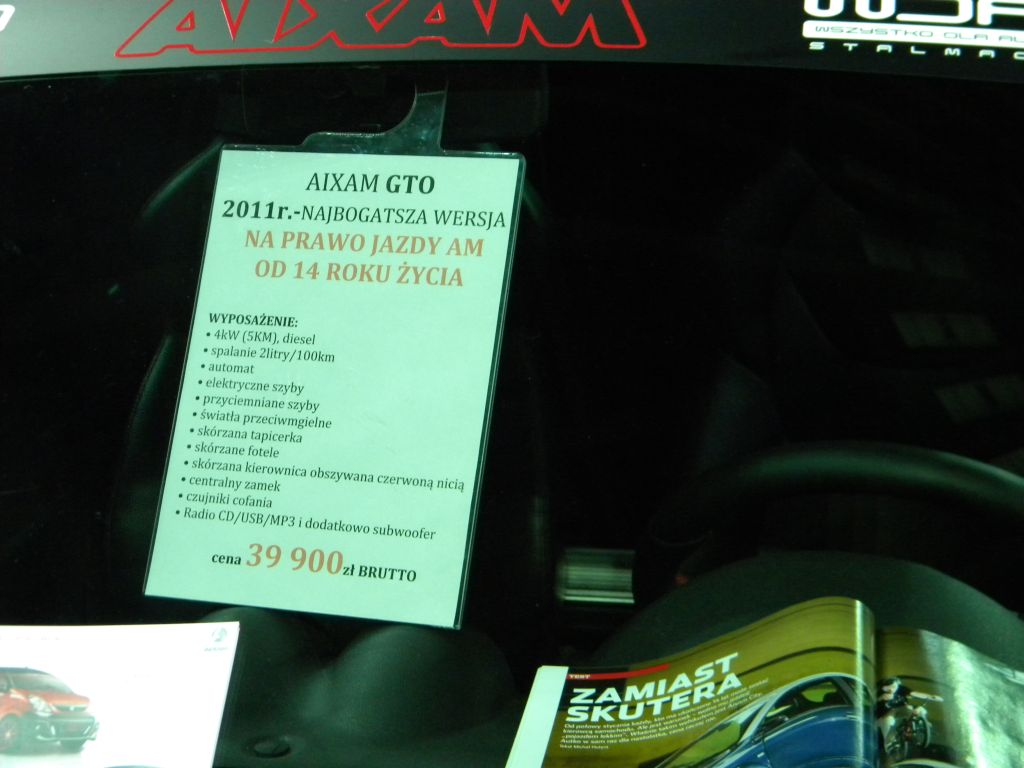 AIXAM
WSZYSTKO DLA
AIXAM GTO
2011r.-NAJBOGATSZA WERSJA
NA PRAWO JAZDY AM
OD 14 ROKU ŻYCIA
WYPOSAŻENIE:
• 4kW (5KM), diesel
• spalanie 2litry/100km
• automat
• elektryczne szyby
• przyciemniane szyby
• światła przeciwmgielne
• skórzana tapicerka
• skórzane fotele
• skórzana kierownica obszywana czerwoną nicią
• centralny zamek
• czujniki cofania
• Radio CD/USB/MP3 i dodatkowo subwoofer
cena 39 900zł BRUTTO
TEST
ZAMIAST
SKUTERA